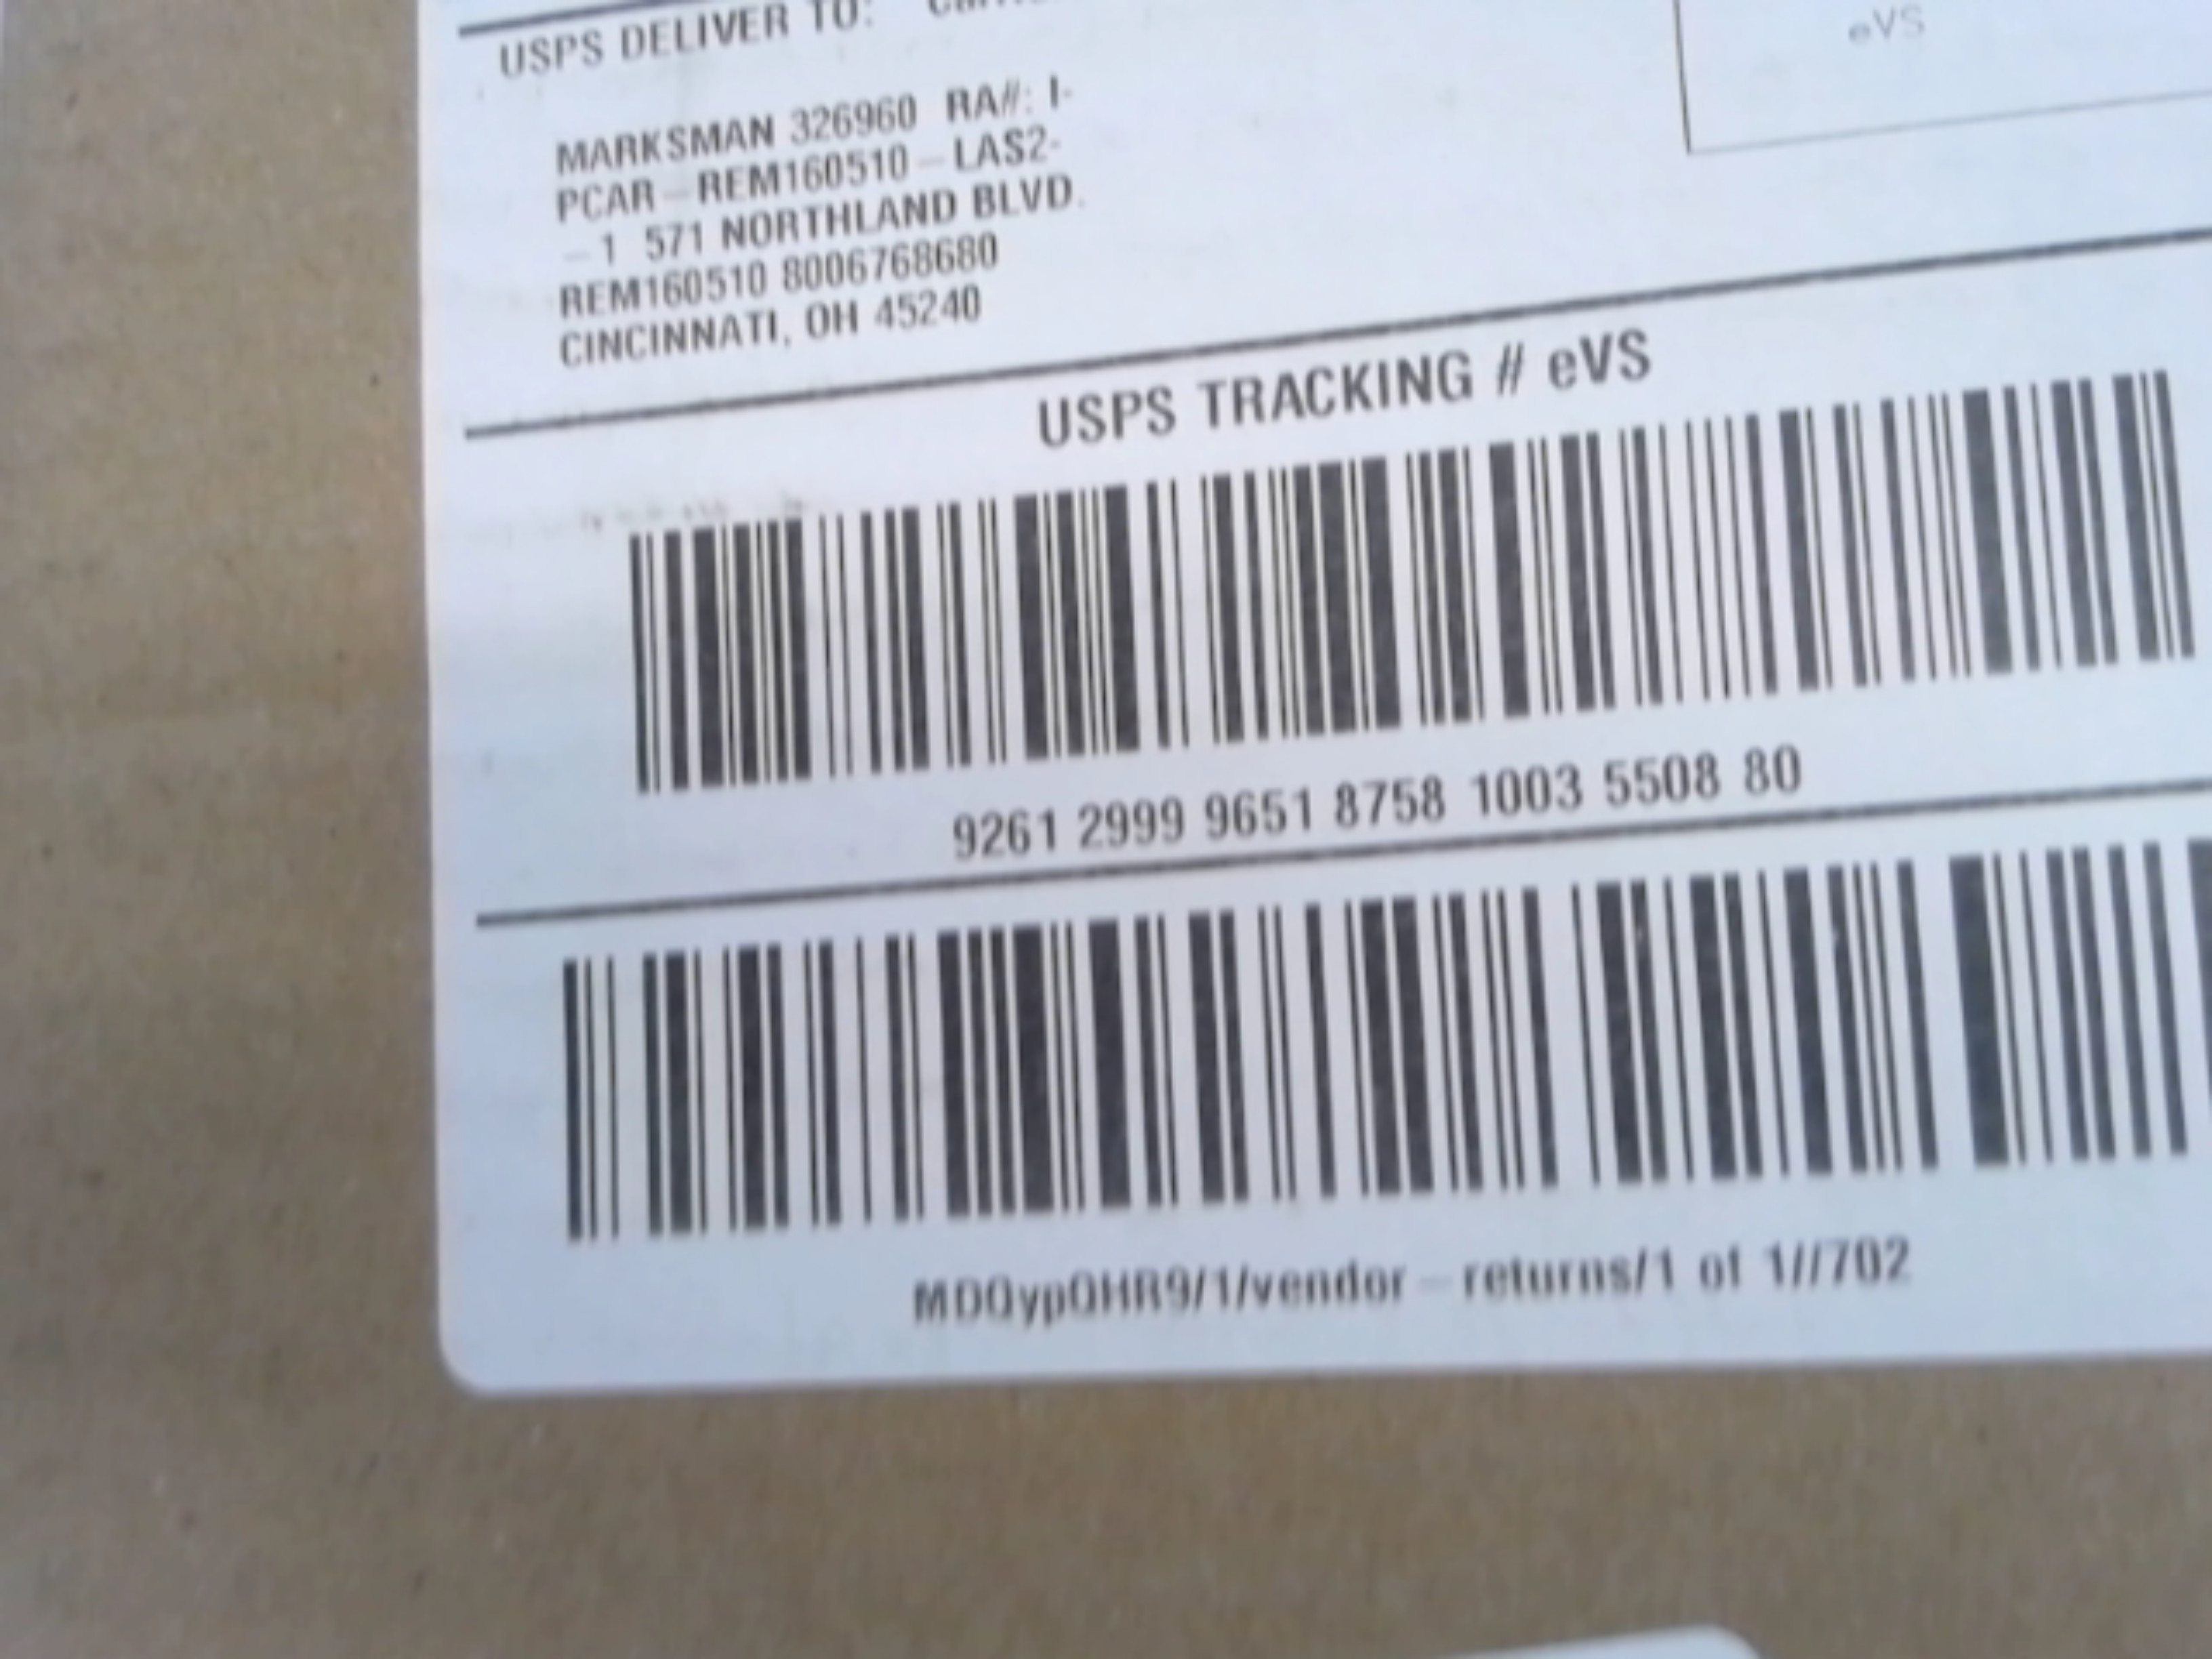 USPS DELIVER TO:
eVS
MARKSMAN 326960 RA#: I-
PCAR - REM160510 - LAS2-
- 1 571 NORTHLAND BLVD.
REM160510 8006768680
CINCINNATI, OH 45240
USPS TRACKING # eVS
9261 2999 9651 8758 1003 5508 80
MDQypQHR9/1/vendor - returns/1 of 1//702